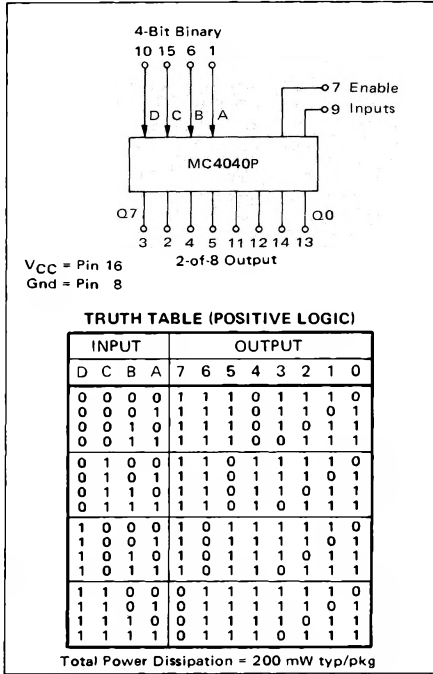 4-Bit Binary
10 15 6 1
7 Enable
9 Inputs
D C B A
MC4040P
Q7 Q0
3 2 4 5 11 12 14 13
2-of-8 Output
VCC = Pin 16
Gnd = Pin 8
TRUTH TABLE (POSITIVE LOGIC)
INPUT OUTPUT
D C B A 7 6 5 4 3 2 1 0
0 0 0 0 1 1 1 0 1 1 1 0
0 0 0 1 1 1 1 0 1 1 0 1
0 0 1 0 1 1 1 0 1 0 1 1
0 0 1 1 1 1 1 0 0 1 1 1
0 1 0 0 1 1 0 1 1 1 1 0
0 1 0 1 1 1 0 1 1 1 0 1
0 1 1 0 1 1 0 1 1 0 1 1
0 1 1 1 1 1 0 1 0 1 1 1
1 0 0 0 1 0 1 1 1 1 1 0
1 0 0 1 1 0 1 1 1 1 0 1
1 0 1 0 1 0 1 1 1 0 1 1
1 0 1 1 1 0 1 1 0 1 1 1
1 1 0 0 0 1 1 1 1 1 1 0
1 1 0 1 0 1 1 1 1 1 0 1
1 1 1 0 0 1 1 1 1 0 1 1
1 1 1 1 0 1 1 1 0 1 1 1
Total Power Dissipation = 200 mW typ/pkg